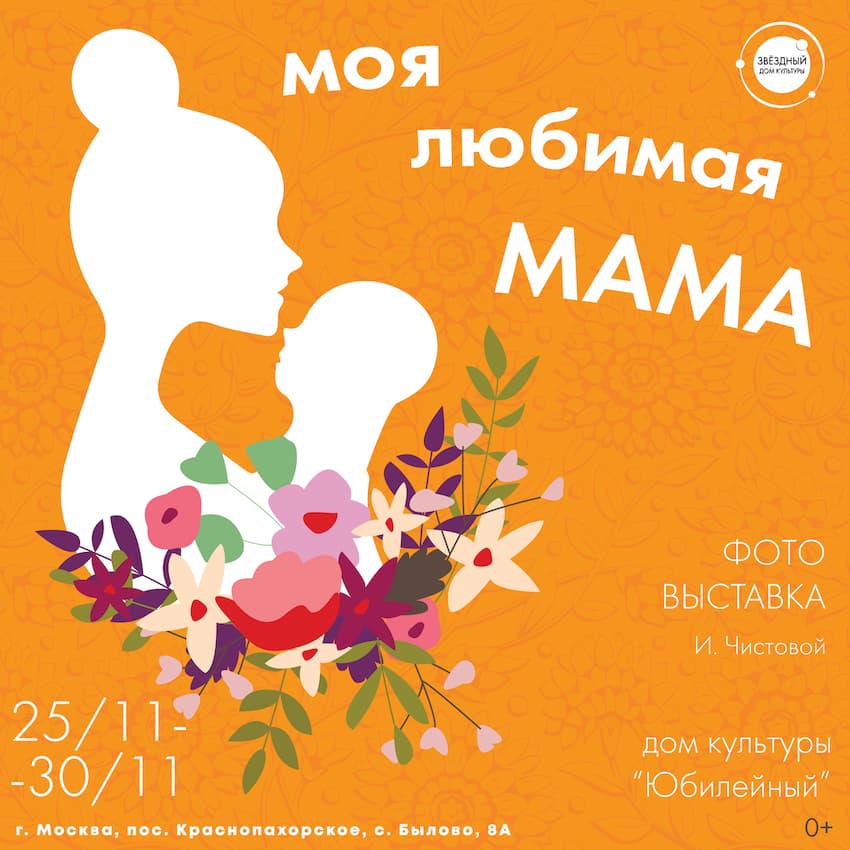 моя
любимая
МАМА
ЗВЁЗДНЫЙ
ДОМ КУЛЬТУРЫ
ФОТО
ВЫСТАВКА
И. Чистовой
25/11-
-30/11
дом культуры
“Юбилейный”
г. Москва, пос. Краснопахорское, с. Былово, 8А
0+